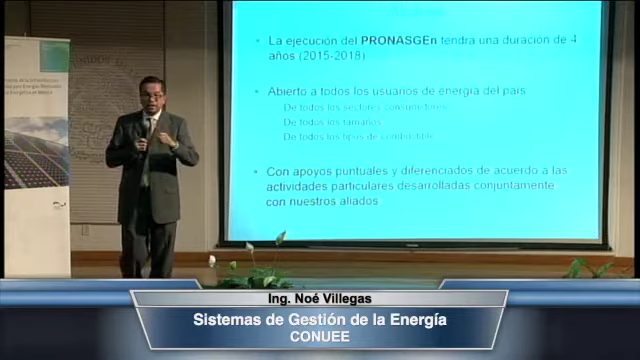 • La ejecución del PRONASGEn tendra una duracion de 4
años (2015-2018)
• Abierto a todos los usuarios de energía del país
De todos los sectores consumidores
De todos los tamaños
De todos los tipos de combustible
• Con apoyos puntuales y diferenciados de acuerdo a las
actividades particulares desarrolladas conjuntamente
con nuestros aliados
Ing. Noé Villegas
Sistemas de Gestión de la Energía
CONUEE